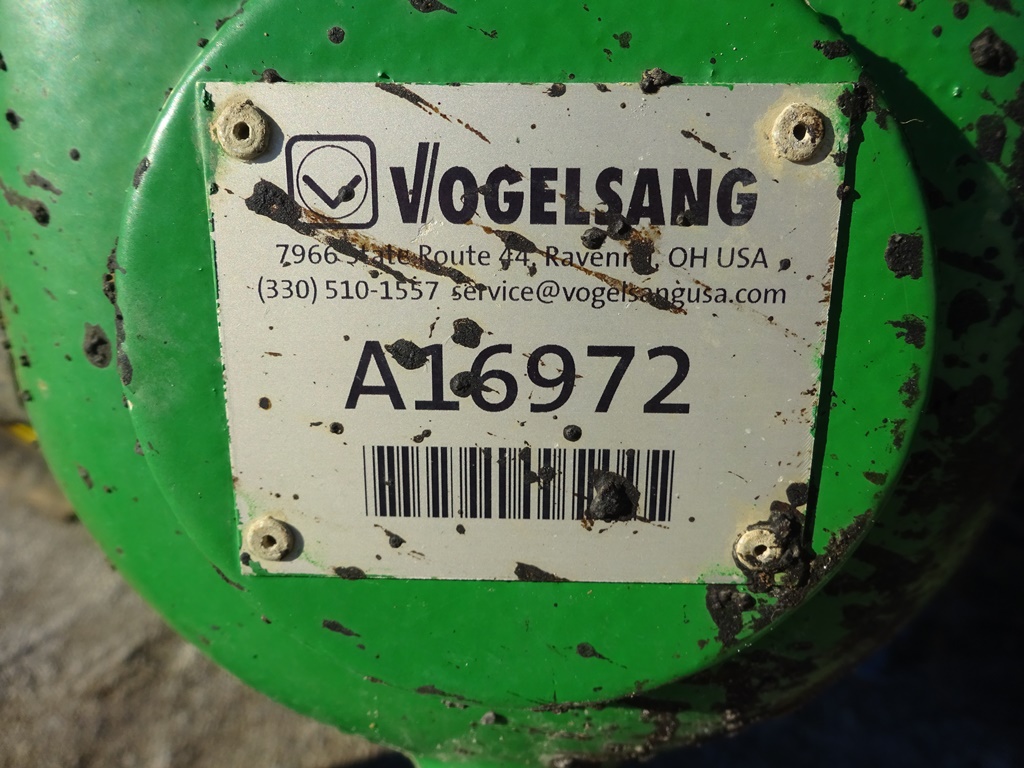 VOGELSANG
7966 State Route 44, Ravenna, OH USA
(330) 510-1557 service@vogelsangusa.com
A16972